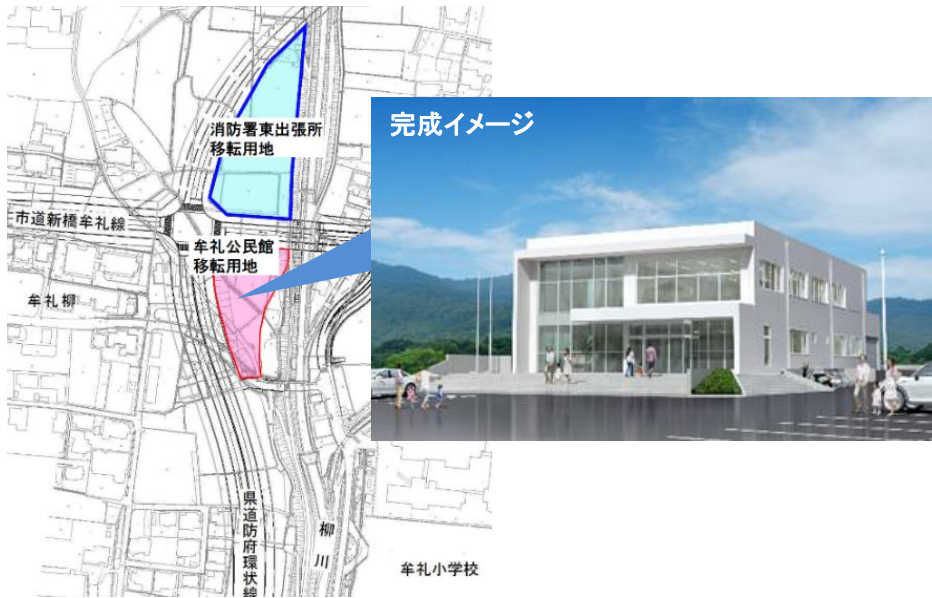 消防署東出張所
移転用地
完成イメージ
市道新橋牟礼線
牟礼公民館
移転用地
牟礼柳
県道防府環状線
柳川
牟礼小学校